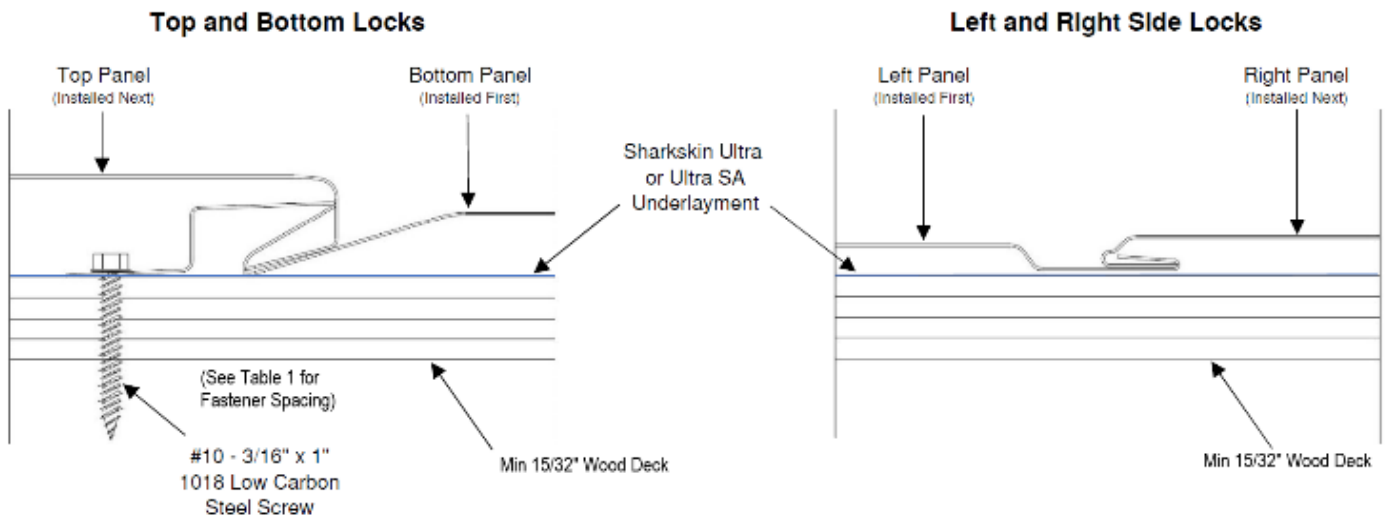 Top and Bottom Locks
Left and Right Side Locks
Top Panel
(Installed Next)
Bottom Panel
(Installed First)
Left Panel
(Installed First)
Right Panel
(Installed Next)
Sharkskin Ultra
or Ultra SA
Underlayment
(See Table 1 for
Fastener Spacing)
#10 - 3/16" x 1"
1018 Low Carbon
Steel Screw
Min 15/32" Wood Deck
Min 15/32" Wood Deck